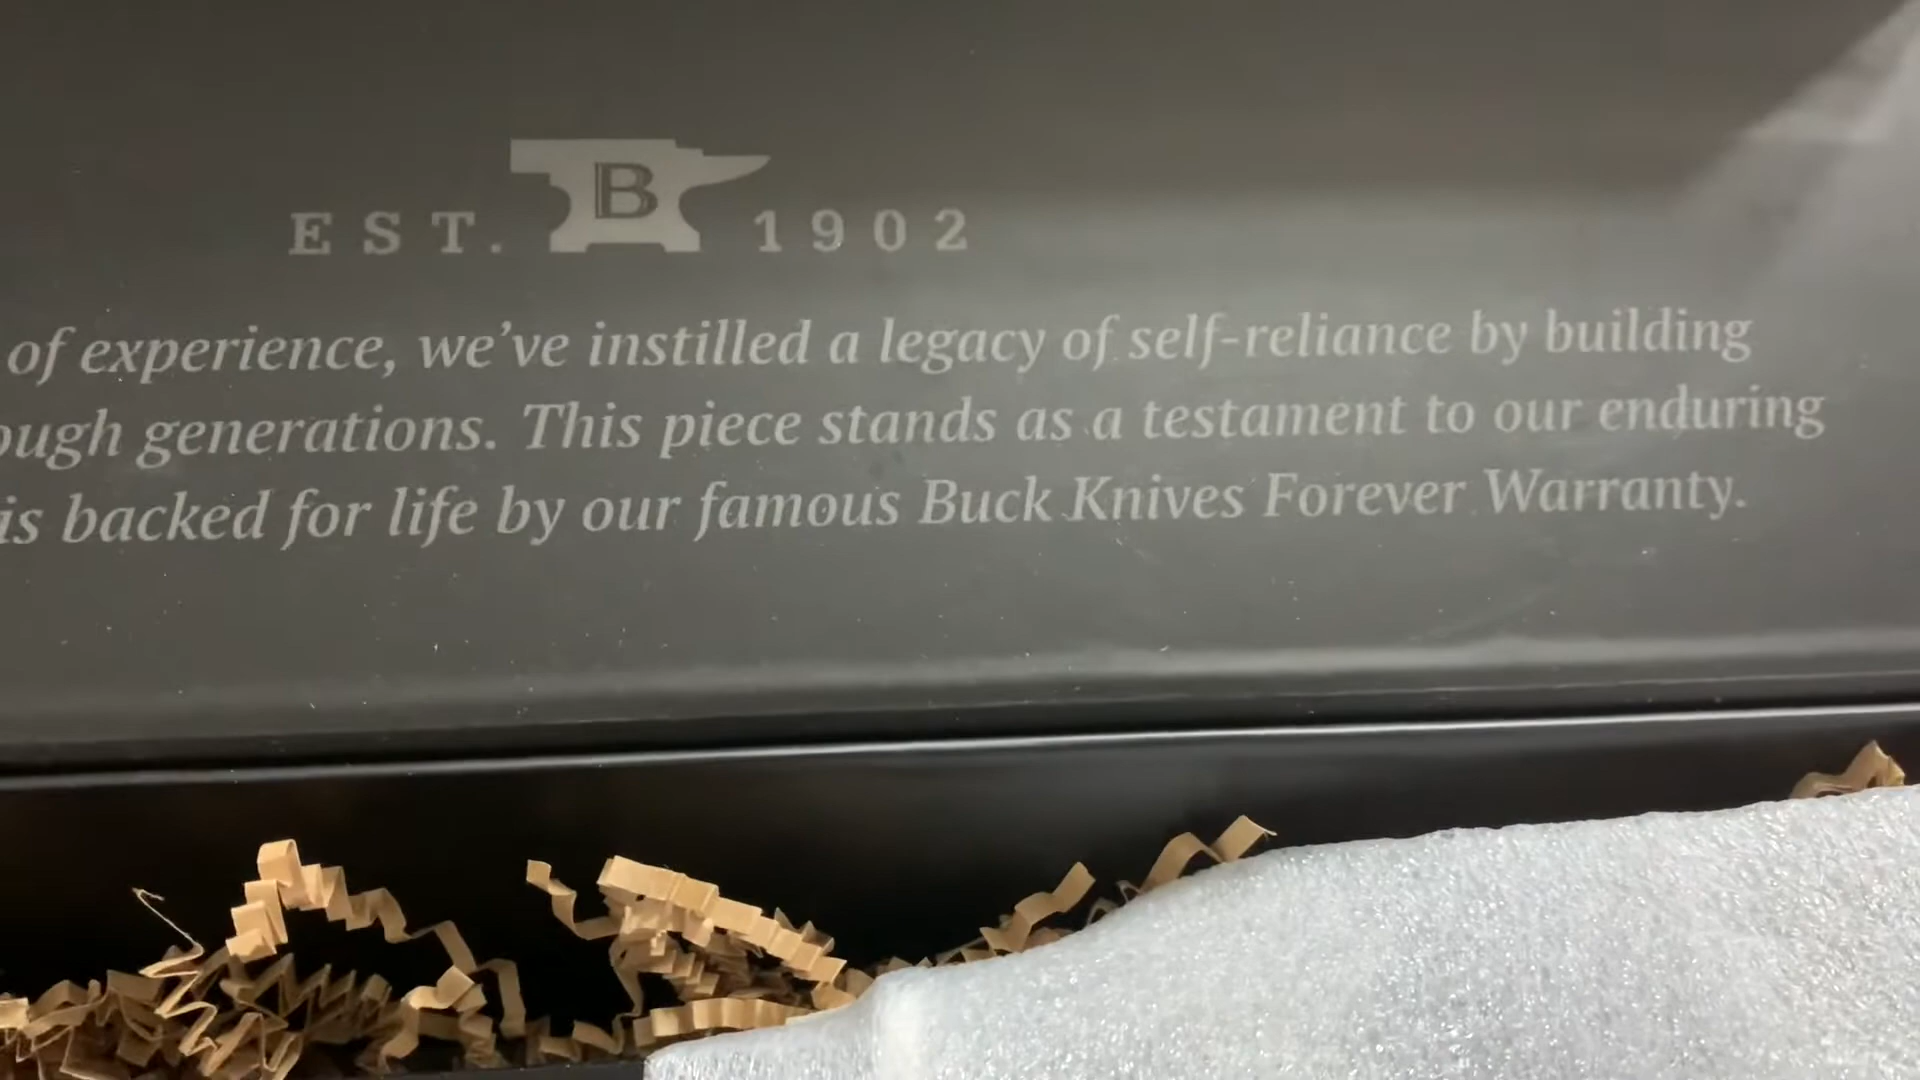 EST. B 1902
of experience, we've instilled a legacy of self-reliance by building
generations. This piece stands as a testament to our enduring
is backed for life by our famous Buck Knives Forever Warranty.